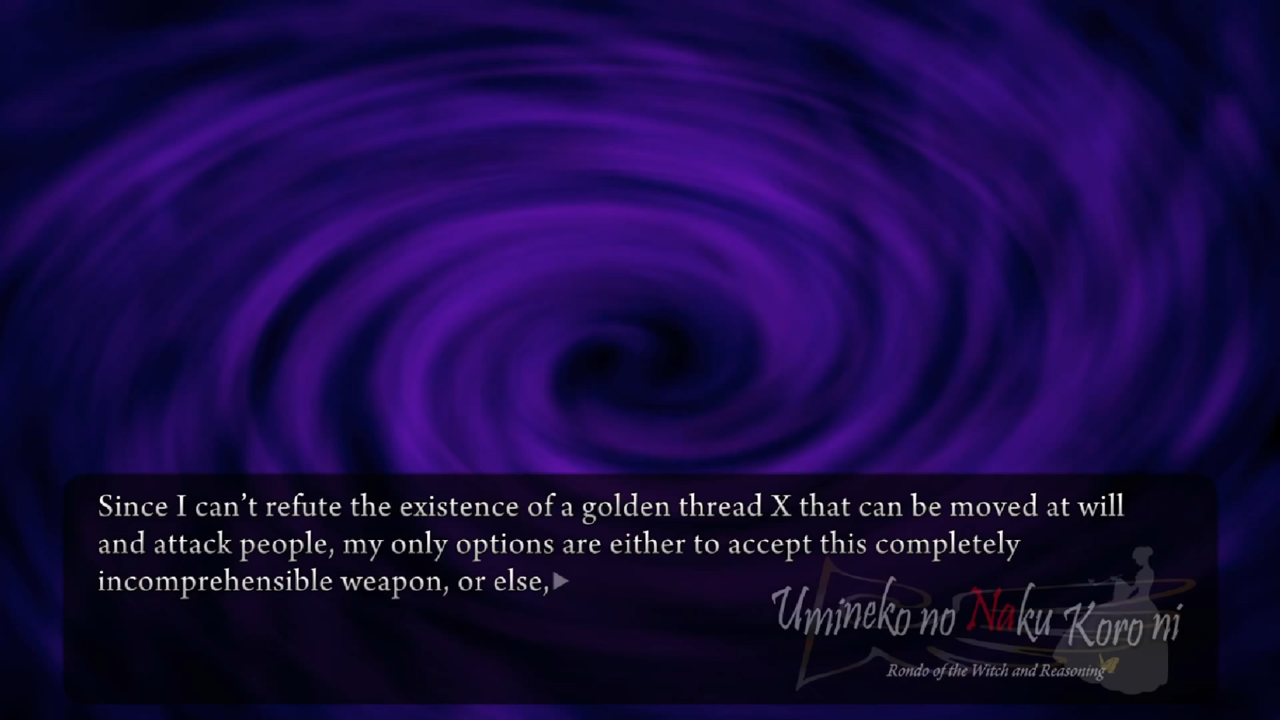 Since I can’t refute the existence of a golden thread X that can be moved at will
and attack people, my only options are either to accept this completely
incomprehensible weapon, or else,
Umineko no Naku Koro ni
Rondo of the Witch and Reasoning